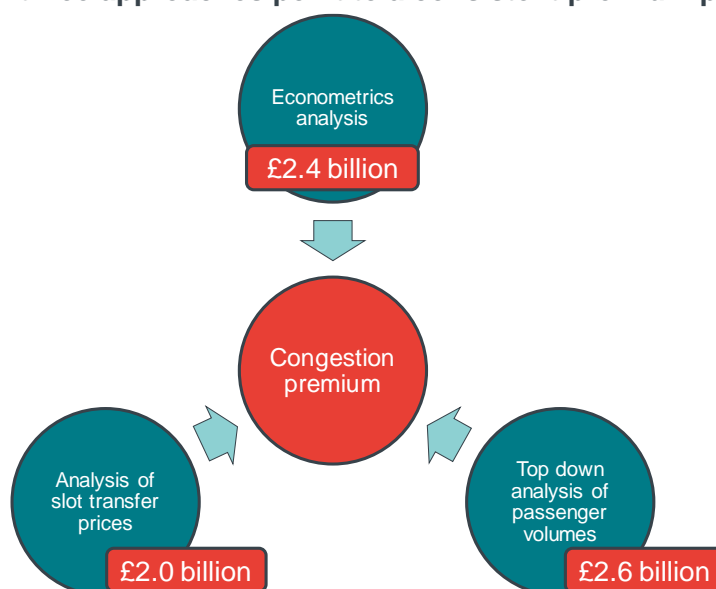 Econometrics
analysis
£2.4 billion
Congestion
premium
Analysis of
slot transfer
prices
£2.0 billion
Top down
analysis of
passenger
volumes
£2.6 billion